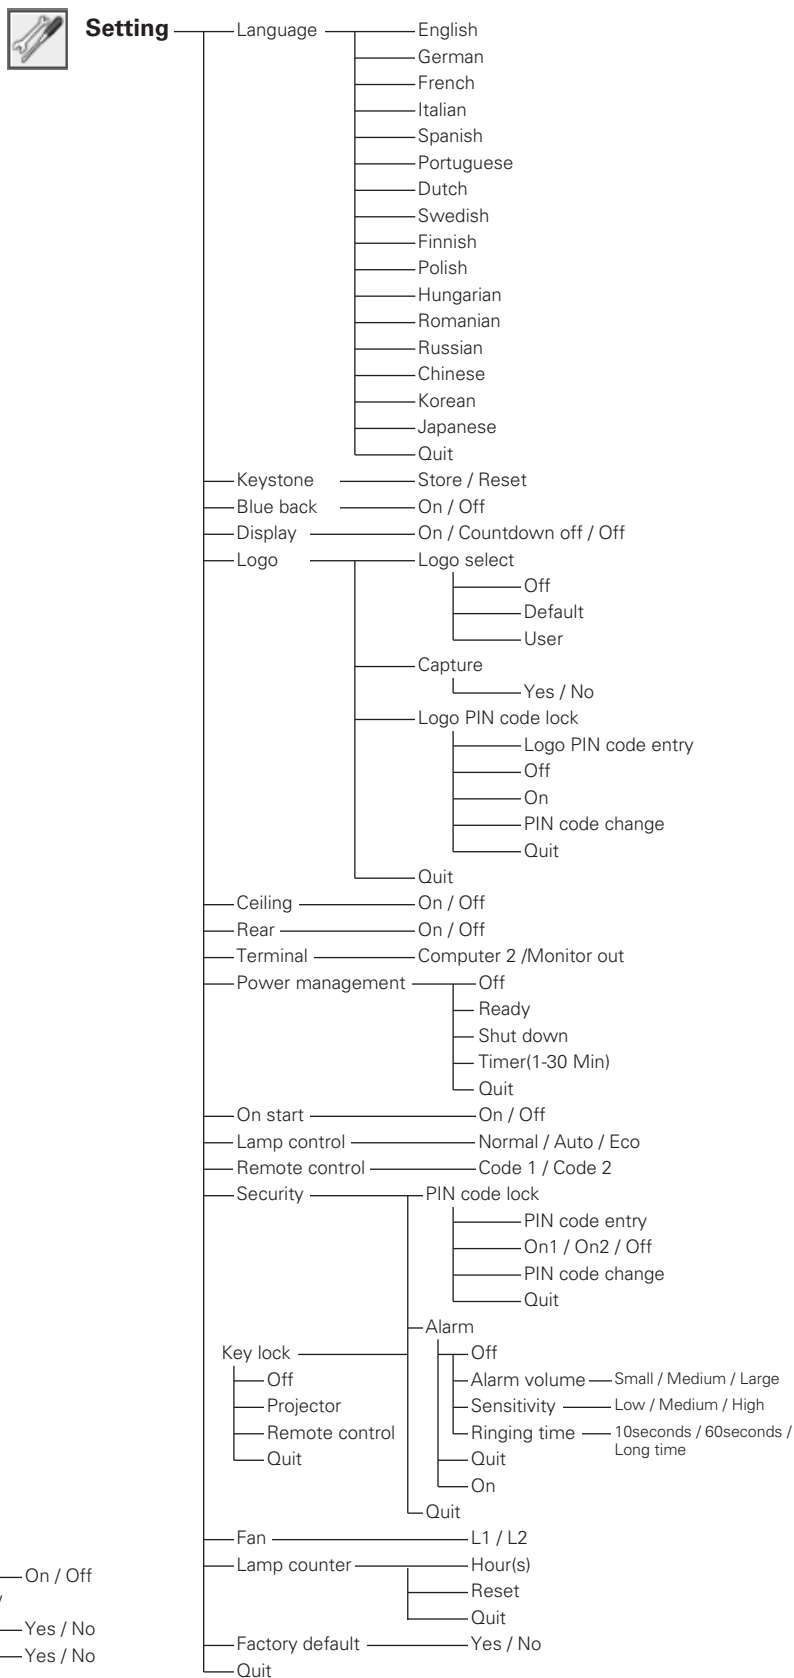 Setting Language English
German
French
Italian
Spanish
Portuguese
Dutch
Swedish
Finnish
Polish
Hungarian
Romanian
Russian
Chinese
Korean
Japanese
Quit
Keystone Store / Reset
Blue back On / Off
Display On / Countdown off / Off
Logo Logo select
Off
Default
User
Capture
Yes / No
Logo PIN code lock
Logo PIN code entry
Off
On
PIN code change
Quit
Quit
Ceiling On / Off
Rear On / Off
Terminal Computer 2 /Monitor out
Power management Off
Ready
Shut down
Timer(1-30 Min)
Quit
On start On / Off
Lamp control Normal / Auto / Eco
Remote control Code 1 / Code 2
Security PIN code lock
PIN code entry
On1 / On2 / Off
PIN code change
Quit
Alarm
Key lock Off
Off Alarm volume Small / Medium / Large
Projector Sensitivity Low / Medium / High
Remote control Ringing time 10seconds / 60seconds /
Long time
Quit Quit
On
Quit
Fan L1 / L2
Lamp counter Hour(s)
On / Off
Reset
Quit
Yes / No
Factory default Yes / No
Yes / No
Quit